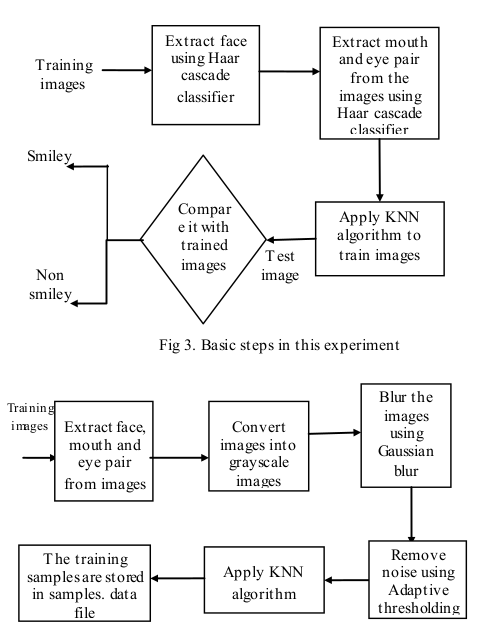 Training
images
Extract face
using Haar
cascade
classifier
Extract mouth
and eye pair
from the
images using
Haar cascade
classifier
Smiley
Non
smiley
Compar
e it with
trained
images
Test
image
Apply KNN
algorithm to
train images
Fig 3. Basic steps in this experiment
Training
images
Extract face,
mouth and
eye pair
from images
Convert
images into
grayscale
images
Blur the
images
using
Gaussian
blur
The training
samples are stored
in samples. data
file
Apply KNN
algorithm
Remove
noise using
Adaptive
thresholding